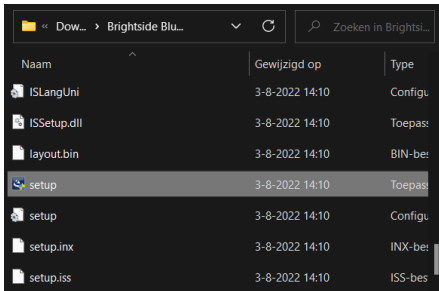 « Dow... > Brightside Blu...
Zoeken in Brightsi...
Naam Gewijzigd op Type
ISLangUni 3-8-2022 14:10 Configu
ISSetup.dll 3-8-2022 14:10 Toepas
layout.bin 3-8-2022 14:10 BIN-bes
setup 3-8-2022 14:10 Toepas
setup 3-8-2022 14:10 Configu
setup.inx 3-8-2022 14:10 INX-bes
setup.iss 3-8-2022 14:10 ISS-best